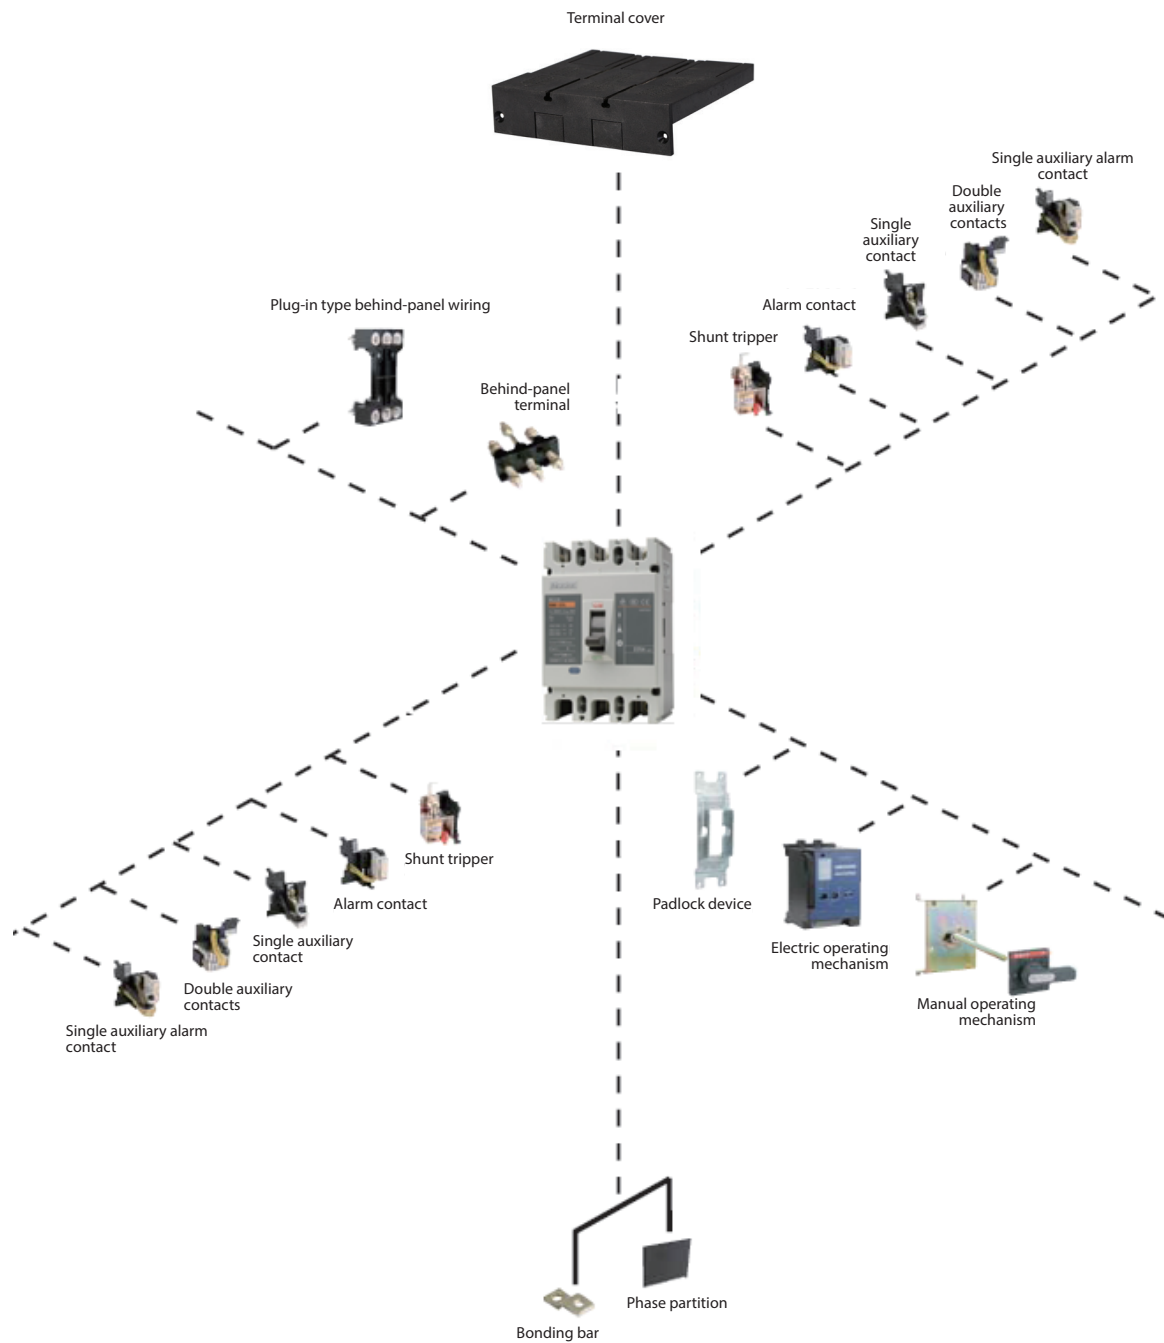 Terminal cover
Single auxiliary alarm
contact
Double
auxiliary
contacts
Single
auxiliary
contact
Plug-in type behind-panel wiring
Alarm contact
Shunt tripper
Behind-panel
terminal
Shunt tripper
Padlock device
Alarm contact
Single auxiliary
contact
Electric operating
mechanism
Double auxiliary
contacts
Manual operating
mechanism
Single auxiliary alarm
contact
Phase partition
Bonding bar